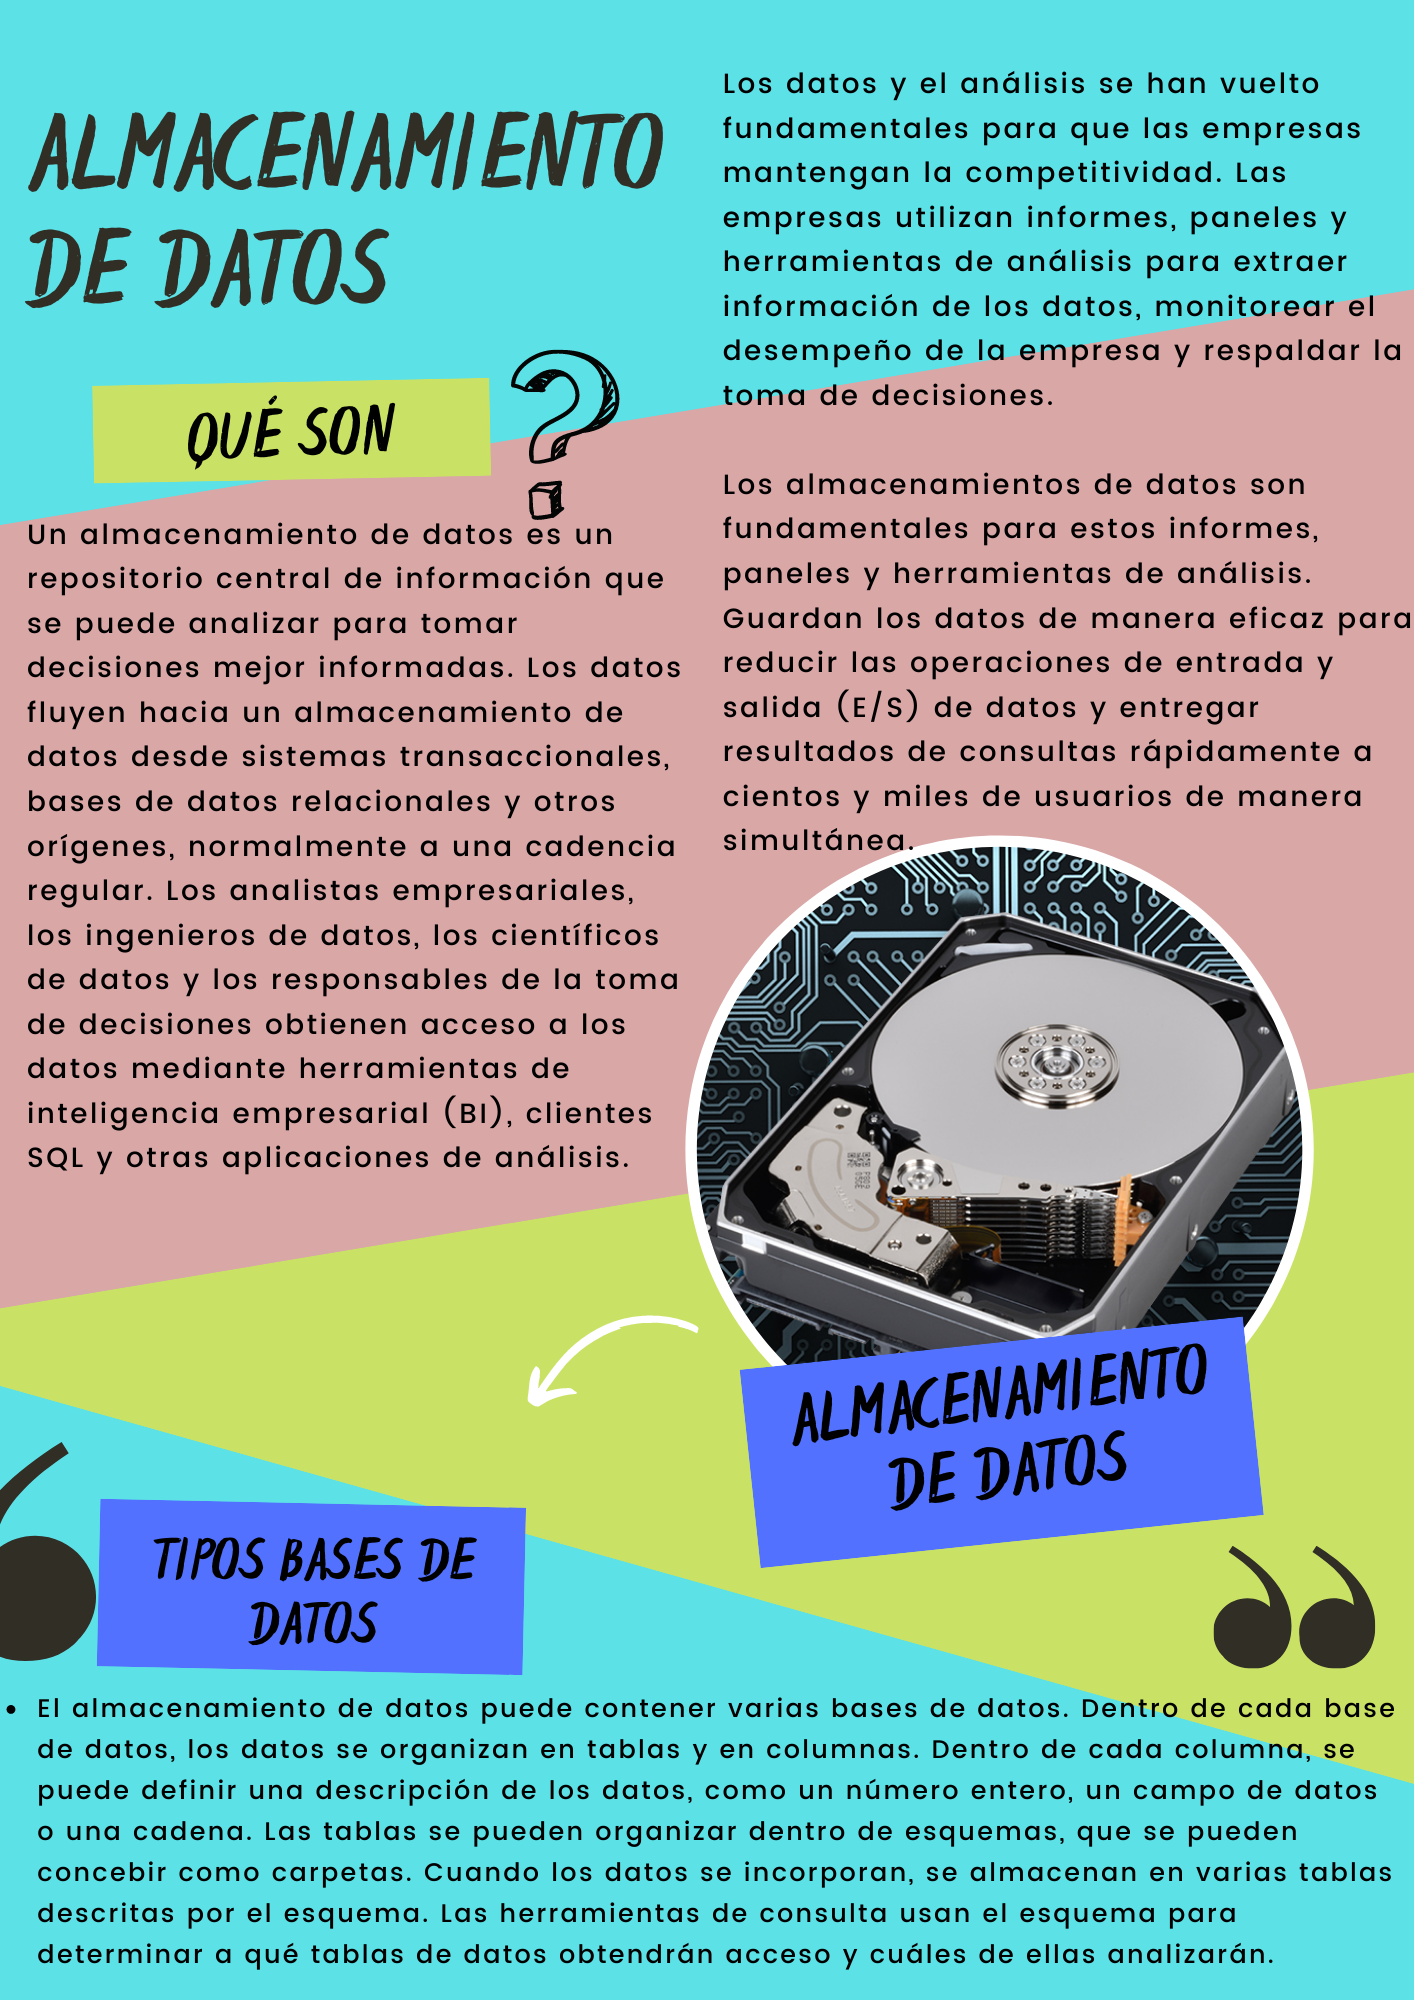 ALMACENAMIENTO
DE DATOS
QUÉ SON
?
Un almacenamiento de datos es un
repositorio central de información que
se puede analizar para tomar
decisiones mejor informadas. Los datos
fluyen hacia un almacenamiento de
datos desde sistemas transaccionales,
bases de datos relacionales y otros
orígenes, normalmente a una cadencia
regular. Los analistas empresariales,
los ingenieros de datos, los científicos
de datos y los responsables de la toma
de decisiones obtienen acceso a los
datos mediante herramientas de
inteligencia empresarial (BI), clientes
SQL y otras aplicaciones de análisis.
Los datos y el análisis se han vuelto
fundamentales para que las empresas
mantengan la competitividad. Las
empresas utilizan informes, paneles y
herramientas de análisis para extraer
información de los datos, monitorear el
desempeño de la empresa y respaldar la
toma de decisiones.
Los almacenamientos de datos son
fundamentales para estos informes,
paneles y herramientas de análisis.
Guardan los datos de manera eficaz para
reducir las operaciones de entrada y
salida (E/S) de datos y entregar
resultados de consultas rápidamente a
cientos y miles de usuarios de manera
simultánea.
ALMACENAMIENTO
DE DATOS
TIPOS BASES DE
DATOS
• El almacenamiento de datos puede contener varias bases de datos. Dentro de cada base
de datos, los datos se organizan en tablas y en columnas. Dentro de cada columna, se
puede definir una descripción de los datos, como un número entero, un campo de datos
o una cadena. Las tablas se pueden organizar dentro de esquemas, que se pueden
concebir como carpetas. Cuando los datos se incorporan, se almacenan en varias tablas
descritas por el esquema. Las herramientas de consulta usan el esquema para
determinar a qué tablas de datos obtendrán acceso y cuáles de ellas analizarán.